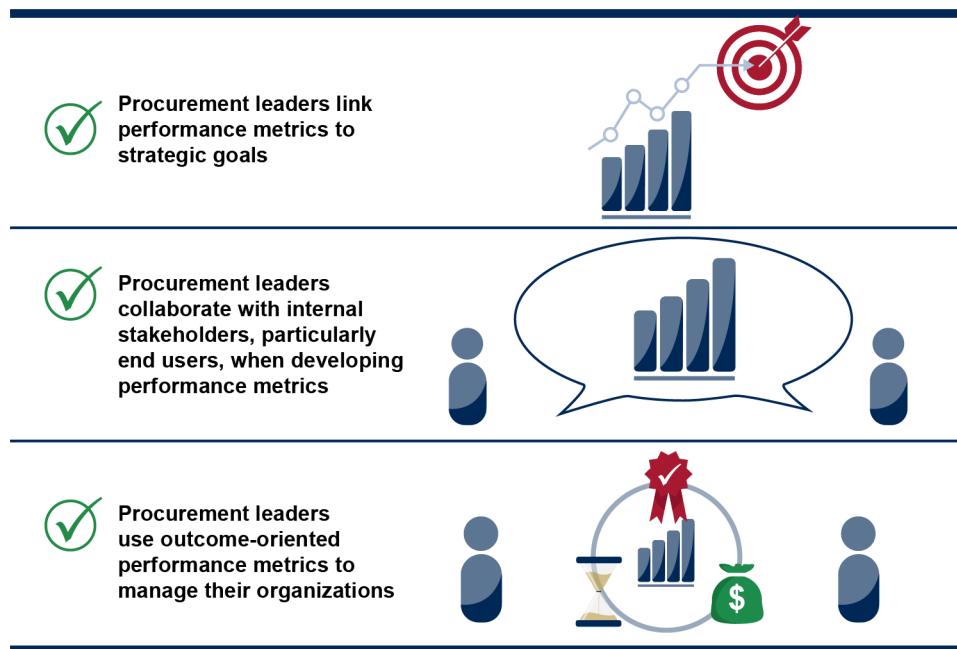 Procurement leaders link
performance metrics to
strategic goals
Procurement leaders
collaborate with internal
stakeholders, particularly
end users, when developing
performance metrics
Procurement leaders
use outcome-oriented
performance metrics to
manage their organizations
$